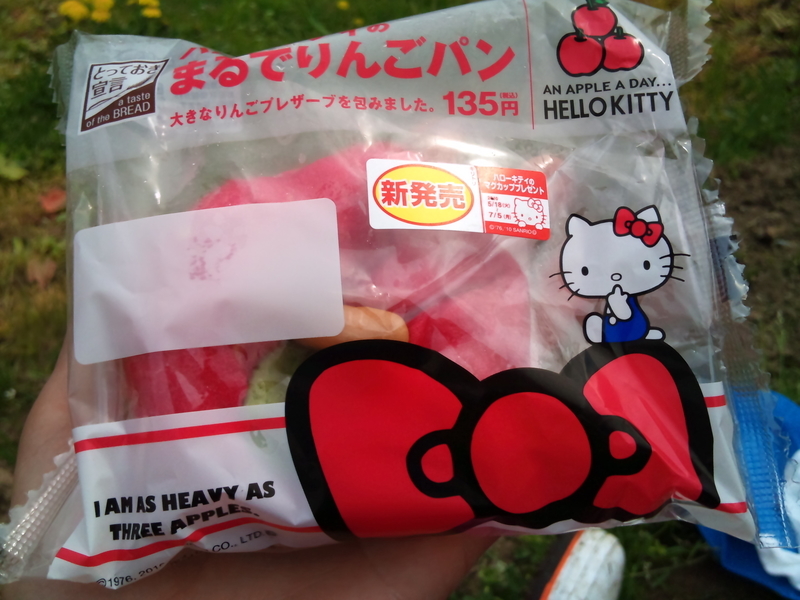 とっておき
宣言
a taste
of the BREAD
まるでりんごパン
大きなりんごプレザーブを包みました。135円
(税込)
AN APPLE A DAY...
HELLO KITTY
新発売
ハローキティの
マグカッププレゼント
5/18(水)
7/5(火)
I AM AS HEAVY AS
THREE APPLES.
CO., LTD.